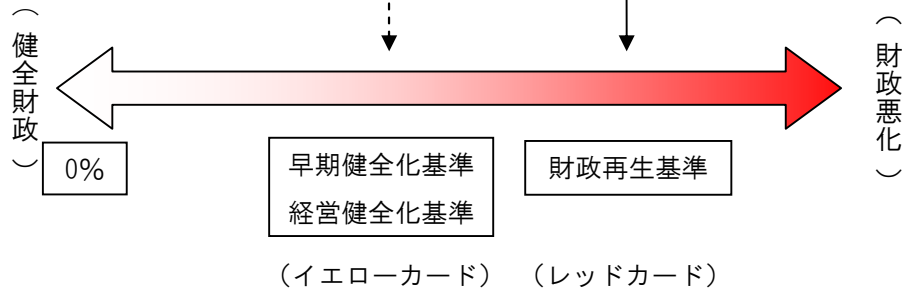 （健全財政）
（財政悪化）
0%
早期健全化基準
経営健全化基準
財政再生基準
（イエローカード）
（レッドカード）